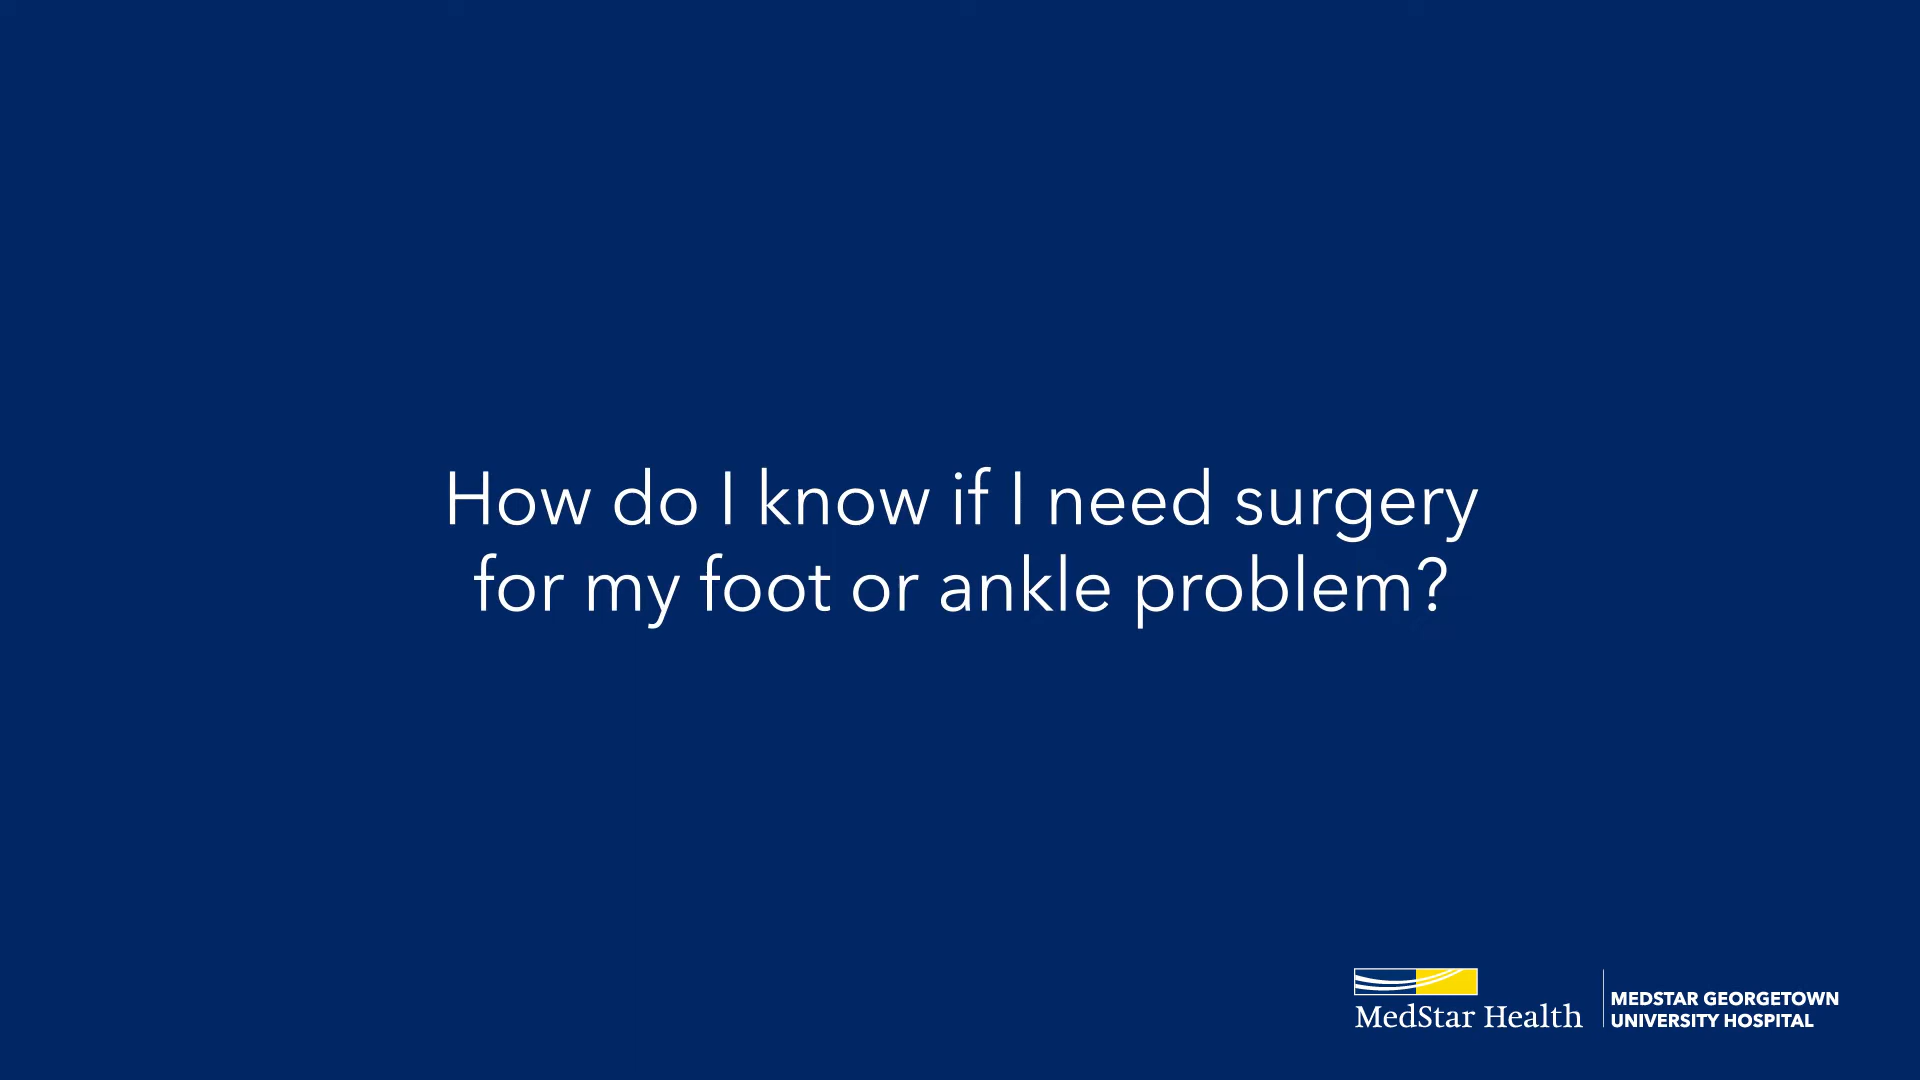 How do I know if I need surgery
for my foot or ankle problem?
MedStar Health
MEDSTAR GEORGETOWN
UNIVERSITY HOSPITAL